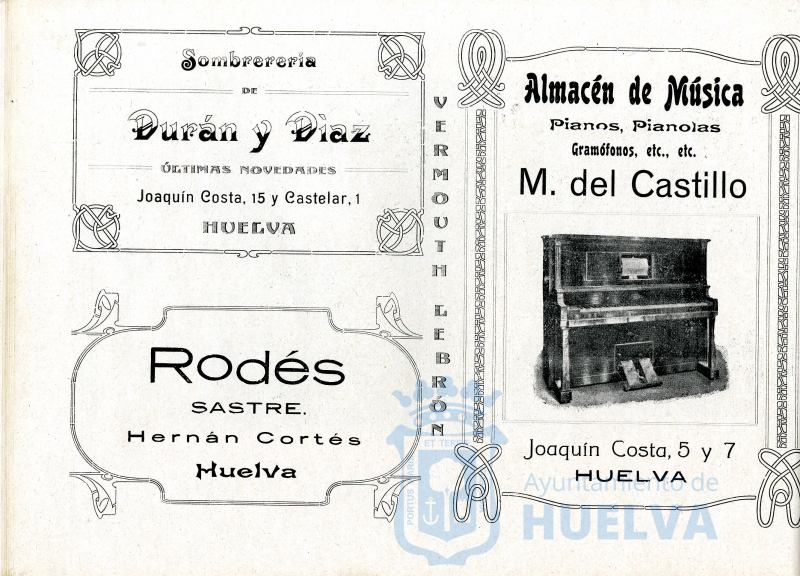 Sombrerería
DE
Durán y Diaz
ÚLTIMAS NOVEDADES
Joaquín Costa, 15 y Castelar, 1
HUELVA
Rodés
SASTRE.
Hernán Cortés
Huelva
VERMOUTH LEBRÓN
Almacén de Música
Pianos, Pianolas
Gramófonos, etc., etc.
M. del Castillo
Joaquín Costa, 5 y 7
HUELVA
Ayuntamiento de
HUELVA